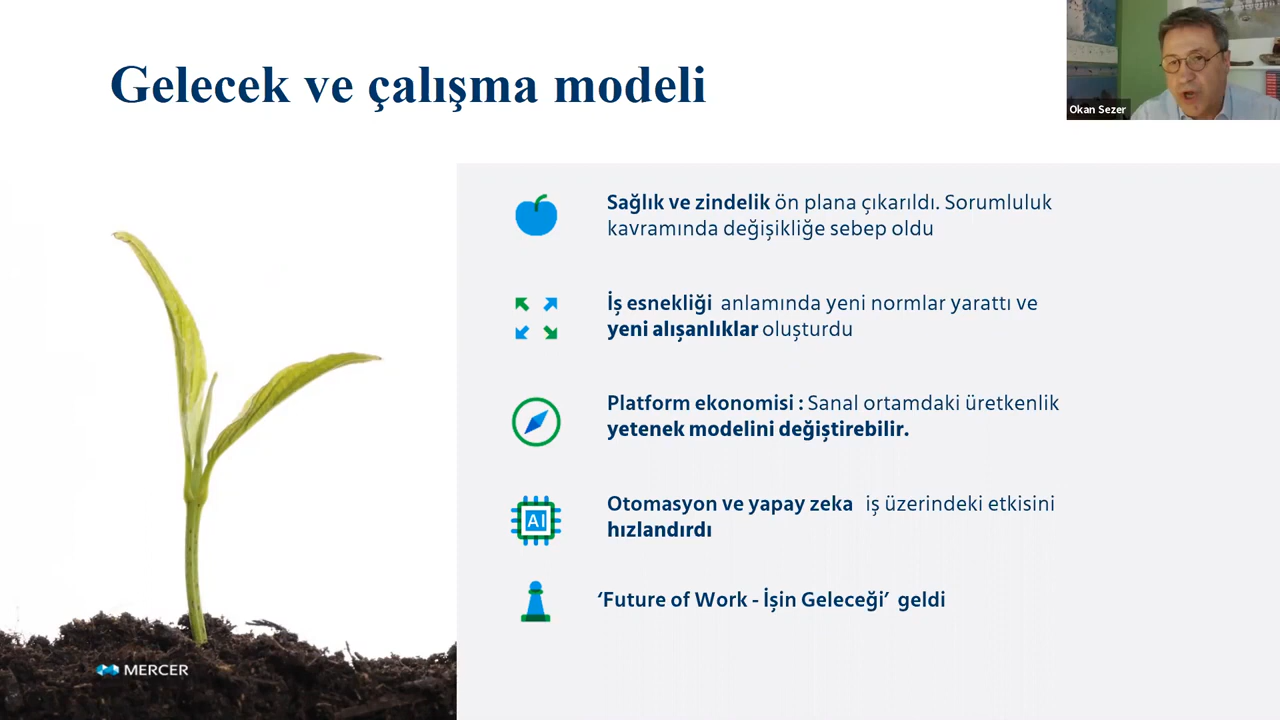 Gelecek ve çalışma modeli
Okan Sezer
Sağlık ve zindelik ön plana çıkarıldı. Sorumluluk
kavramında değişikliğe sebep oldu
İş esnekliği anlamında yeni normlar yarattı ve
yeni alışanlıklar oluşturdu
Platform ekonomisi : Sanal ortamdaki üretkenlik
yetenek modelini değiştirebilir.
AI
Otomasyon ve yapay zeka iş üzerindeki etkisini
hızlandırdı
‘Future of Work - İşin Geleceği’ geldi
MERCER